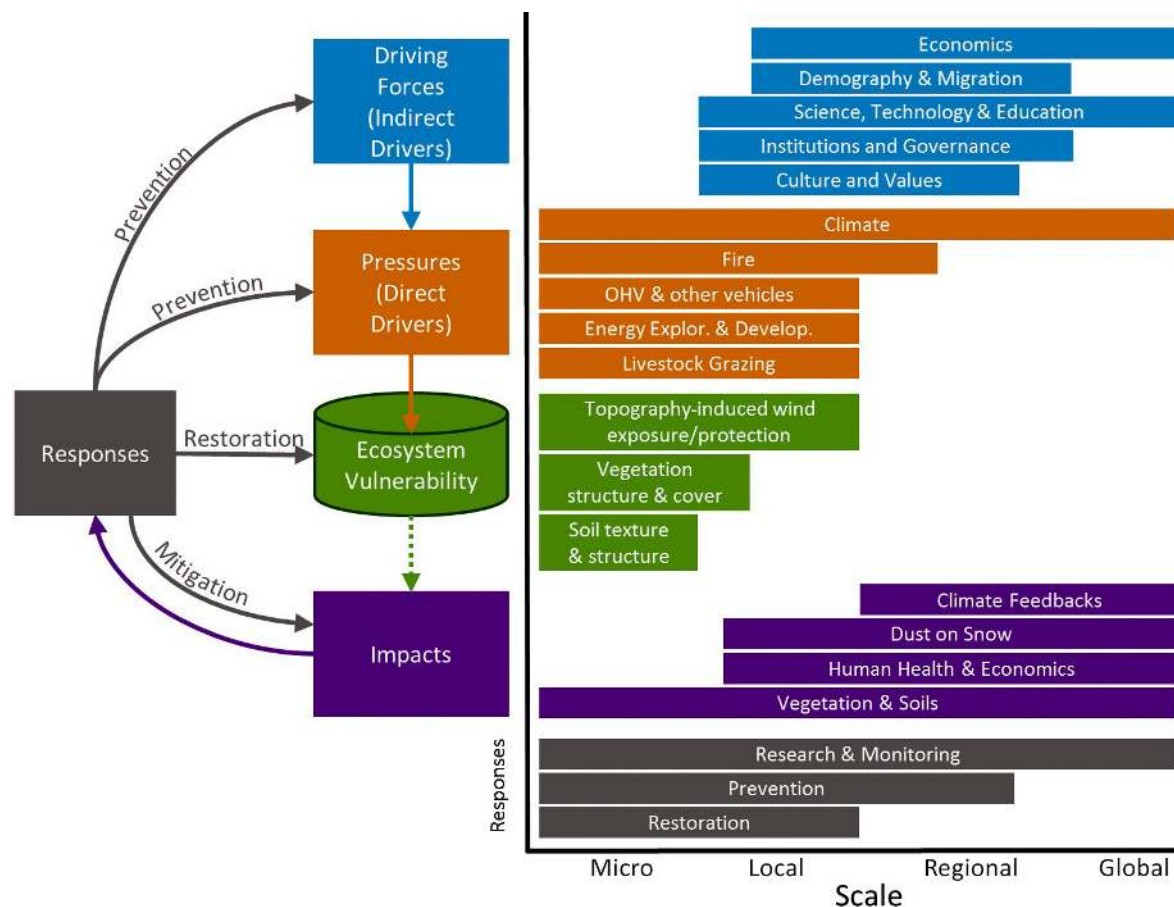 Driving
Forces
(Indirect
Drivers)
Prevention
Pressures
(Direct
Drivers)
Prevention
Responses
Restoration
Ecosystem
Vulnerability
Mitigation
Impacts
Economics
Demography & Migration
Science, Technology & Education
Institutions and Governance
Culture and Values
Climate
Fire
OHV & other vehicles
Energy Explor. & Develop.
Livestock Grazing
Topography-induced wind
exposure/protection
Vegetation
structure & cover
Soil texture
& structure
Climate Feedbacks
Dust on Snow
Human Health & Economics
Vegetation & Soils
Responses
Research & Monitoring
Prevention
Restoration
Micro
Local
Regional
Global
Scale